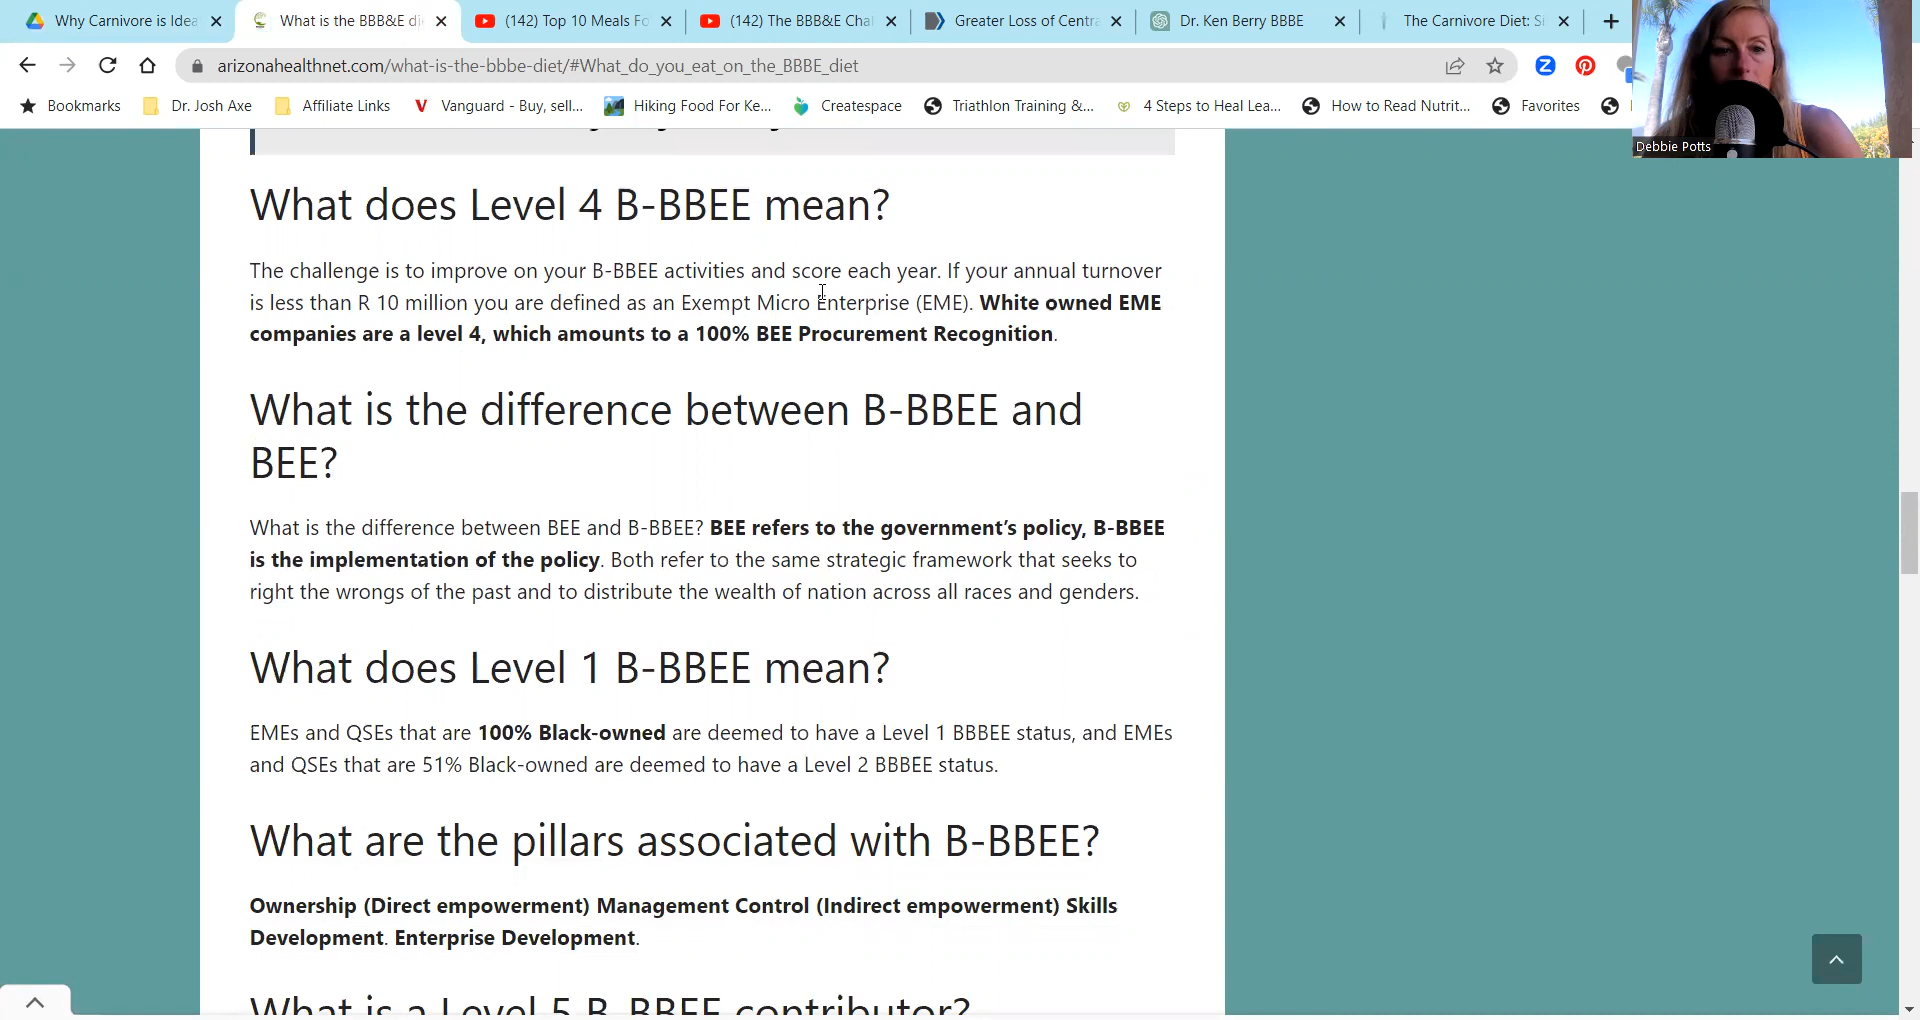 Why Carnivore is Idea
What is the BBB&E di
(142) Top 10 Meals Fo
(142) The BBB&E Chal
Greater Loss of Centra
Dr. Ken Berry BBBE
The Carnivore Diet: Si
arizonahealthnet.com/what-is-the-bbbe-diet/#What_do_you_eat_on_the_BBBE_diet
Bookmarks
Dr. Josh Axe
Affiliate Links
Vanguard - Buy, sell...
Hiking Food For Ke...
Createspace
Triathlon Training &...
4 Steps to Heal Lea...
How to Read Nutrit...
Favorites
Debbie Potts
What does Level 4 B-BBEE mean?
The challenge is to improve on your B-BBEE activities and score each year. If your annual turnover
is less than R 10 million you are defined as an Exempt Micro Enterprise (EME). White owned EME
companies are a level 4, which amounts to a 100% BEE Procurement Recognition.
What is the difference between B-BBEE and
BEE?
What is the difference between BEE and B-BBEE? BEE refers to the government’s policy, B-BBEE
is the implementation of the policy. Both refer to the same strategic framework that seeks to
right the wrongs of the past and to distribute the wealth of nation across all races and genders.
What does Level 1 B-BBEE mean?
EMEs and QSEs that are 100% Black-owned are deemed to have a Level 1 BBBEE status, and EMEs
and QSEs that are 51% Black-owned are deemed to have a Level 2 BBBEE status.
What are the pillars associated with B-BBEE?
Ownership (Direct empowerment) Management Control (Indirect empowerment) Skills
Development. Enterprise Development.
What is a Level 5 B-BBEE contributor?